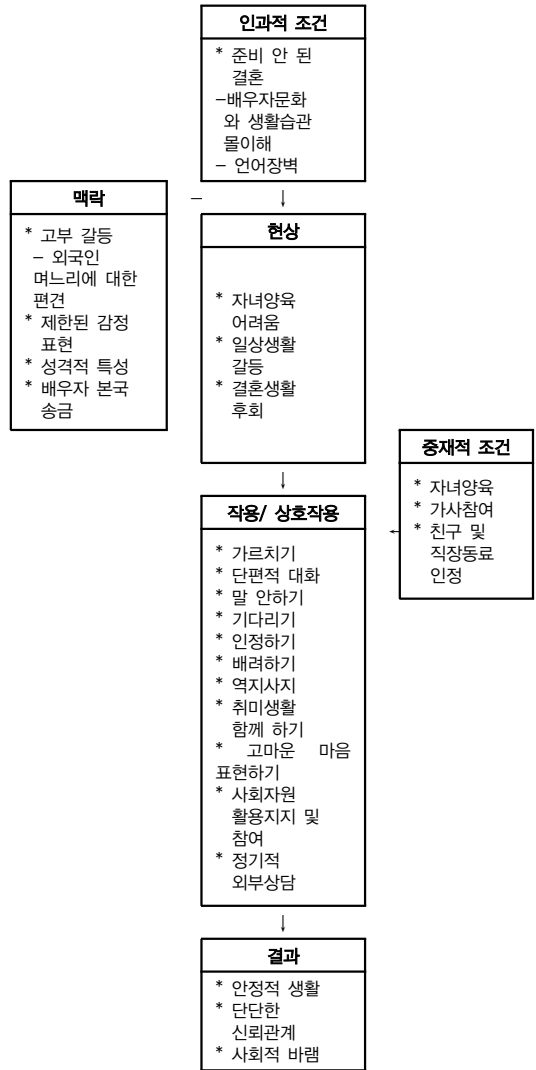 인과적 조건
* 준비 안 된
결혼
–배우자문화
와 생활습관
몰이해
– 언어장벽
↓
맥락
* 고부 갈등
– 외국인
며느리에 대한
편견
* 제한된 감정
표현
* 성격적 특성
* 배우자 본국
송금
–
현상
* 자녀양육
어려움
* 일상생활
갈등
* 결혼생활
후회
↓
중재적 조건
* 자녀양육
* 가사참여
* 친구 및
직장동료
인정
←
작용/ 상호작용
* 가르치기
* 단편적 대화
* 말 안하기
* 기다리기
* 인정하기
* 배려하기
* 역지사지
* 취미생활
함께 하기
* 고마운 마음
표현하기
* 사회자원
활용지지 및
참여
* 정기적
외부상담
↓
결과
* 안정적 생활
* 단단한
신뢰관계
* 사회적 바램